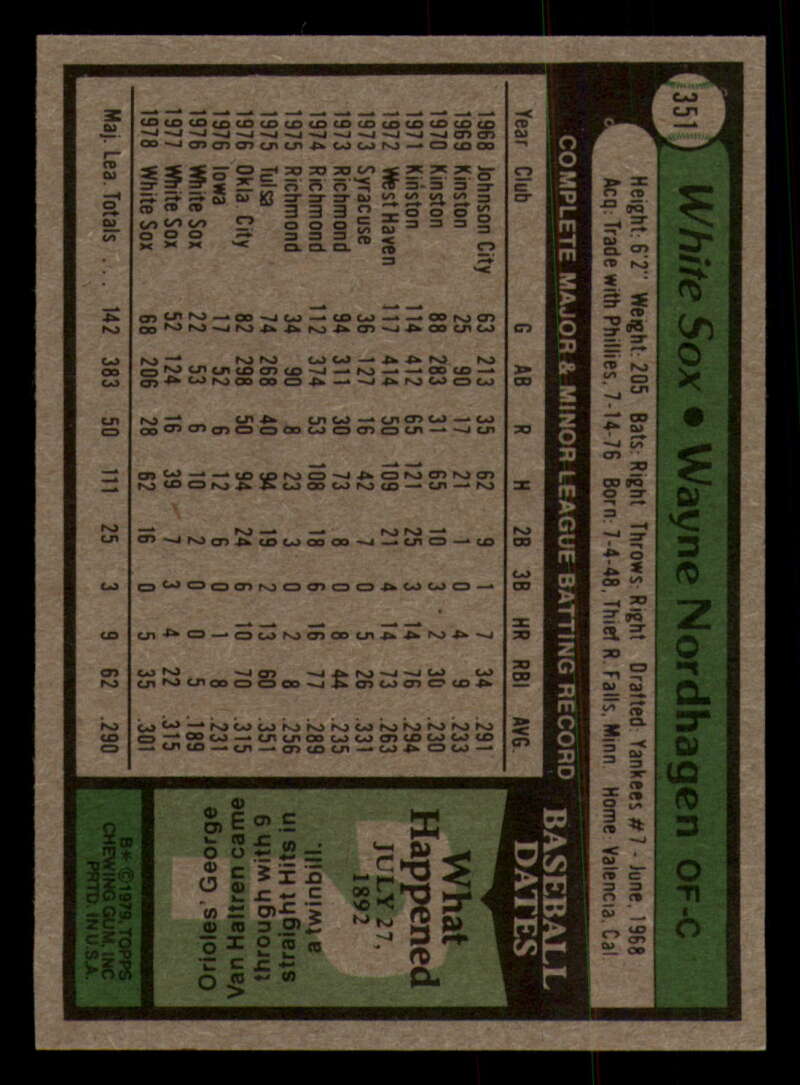 351
White Sox • Wayne Nordhagen OF-C
Height: 6'2" Weight: 205 Bats: Right Throws: Right Drafted: Yankees #7 - June, 1968
Acq: Trade with Phillies, 7-14-76 Born: 7-4-48, Thief R. Falls, Minn. Home: Valencia, Cal
COMPLETE MAJOR & MINOR LEAGUE BATTING RECORD
Year Club G AB R H 2B 3B HR RBI AVG.
1968 Johnson City 63 213 35 62 9 1 7 34 .291
1969 Kinston 25 90 17 21 1 0 4 9 .233
1970 Kinston 88 283 31 65 10 3 2 30 .230
1971 Kinston 114 412 65 121 25 3 14 76 .294
1972 West Haven 117 414 50 109 21 4 14 73 .263
1973 Syracuse 36 127 16 42 7 0 5 26 .331
1973 Richmond 94 311 30 73 8 0 8 44 .235
1974 Richmond 112 374 53 108 18 6 16 77 .289
1975 Richmond 34 90 8 23 3 0 2 8 .256
1975 Tulsa 74 268 40 94 19 2 13 60 .351
1976 Okla. City 82 298 50 94 24 6 10 70 .315
1976 Iowa 17 52 6 12 6 0 1 8 .231
1976 White Sox 22 53 6 10 2 0 0 5 .189
1977 White Sox 52 124 16 39 7 3 4 22 .315
1978 White Sox 68 206 28 62 16 0 5 35 .301
Maj. Lea. Totals ... 142 383 50 111 25 3 9 62 .290
BASEBALL
DATES
What
Happened
JULY 27,
1892
Orioles' George
Van Haltren came
through with 9
straight Hits in
a twinbill.
B* ©1979, TOPPS
CHEWING GUM, INC
PRTD. IN U.S.A.